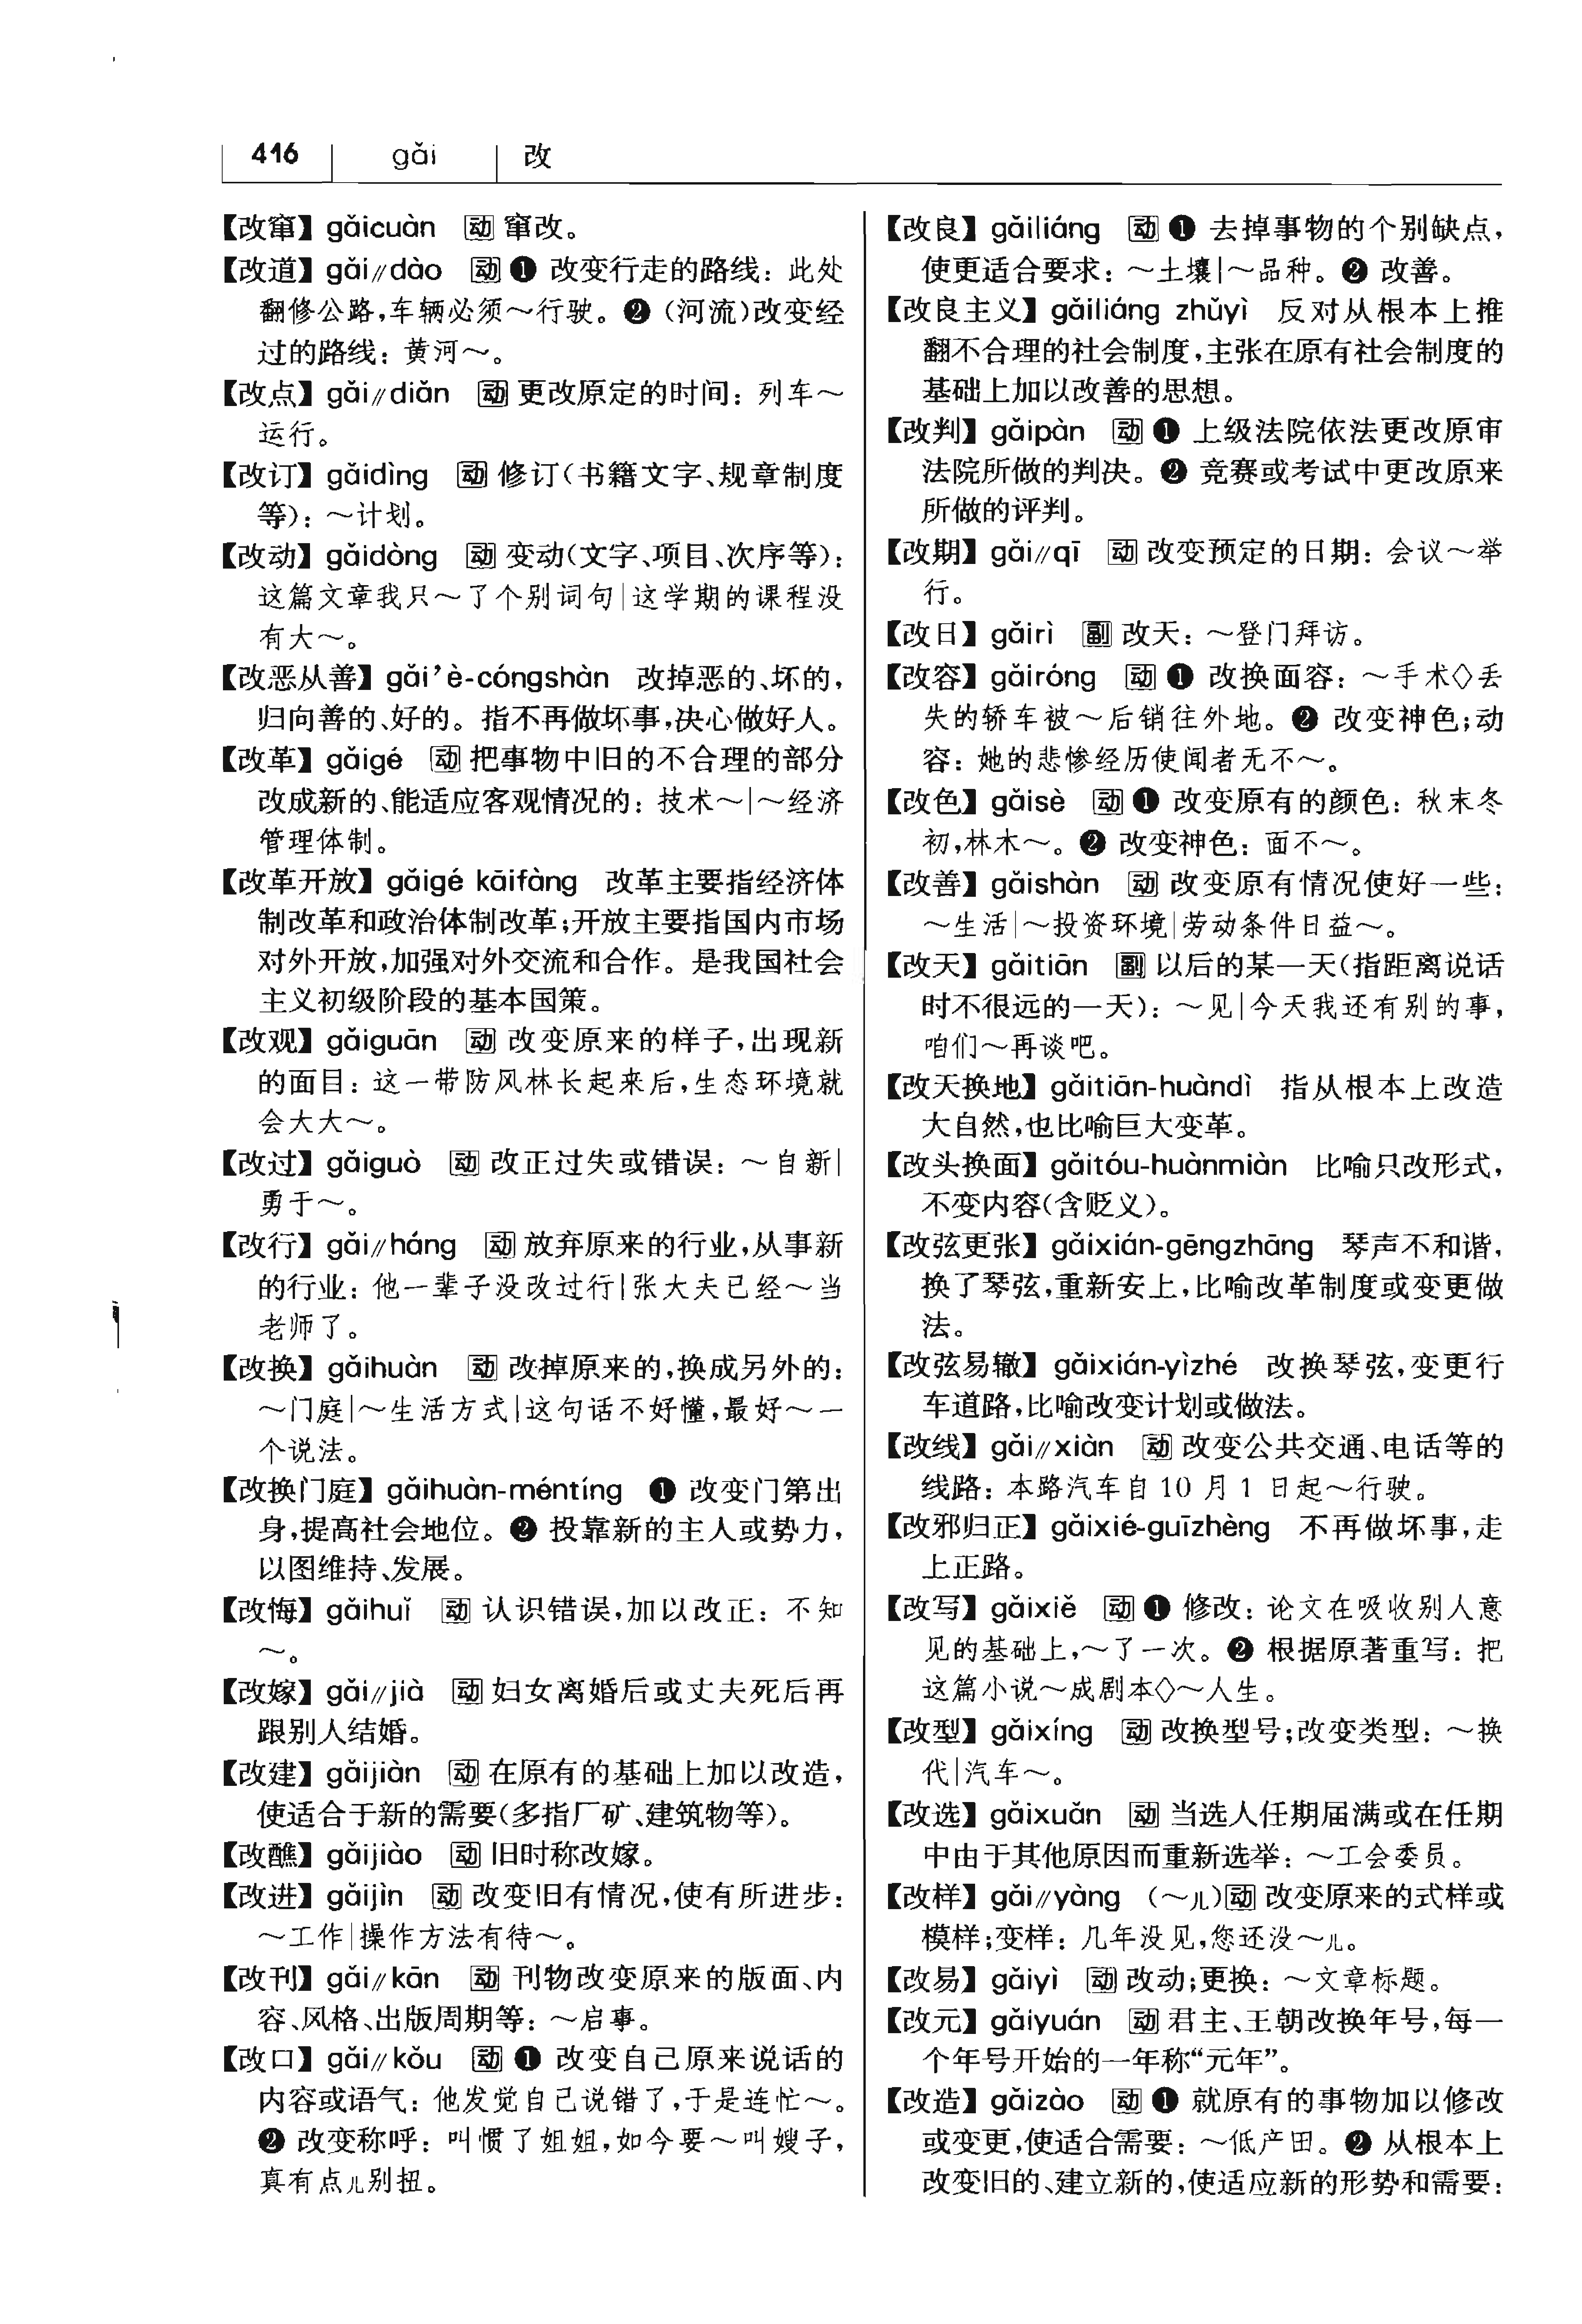 416 gǎi 改
【改窜】gǎicuàn 动 窜改。
【改道】gǎi∥dào 动 ❶ 改变行走的路线：此处
翻修公路，车辆必须～行驶。❷（河流）改变经
过的路线：黄河～。
【改点】gǎi∥diǎn 动 更改原定的时间：列车～
运行。
【改订】gǎidìng 动 修订（书籍文字、规章制度
等）：～计划。
【改动】gǎidòng 动 变动（文字、项目、次序等）：
这篇文章我只～了个别词句|这学期的课程没
有大～。
【改恶从善】gǎi’è-cóngshàn 改掉恶的、坏的，
归向善的、好的。指不再做坏事，决心做好人。
【改革】gǎigé 动 把事物中旧的不合理的部分
改成新的、能适应客观情况的：技术～|～经济
管理体制。
【改革开放】gǎigé kāifàng 改革主要指经济体
制改革和政治体制改革；开放主要指国内市场
对外开放，加强对外交流和合作。是我国社会
主义初级阶段的基本国策。
【改观】gǎiguān 动 改变原来的样子，出现新
的面目：这一带防风林长起来后，生态环境就
会大大～。
【改过】gǎiguò 动 改正过失或错误：～自新|
勇于～。
【改行】gǎi∥háng 动 放弃原来的行业，从事新
的行业：他一辈子没改过行|张大夫已经～当
老师了。
【改换】gǎihuàn 动 改掉原来的，换成另外的：
～门庭|～生活方式|这句话不好懂，最好～一
个说法。
【改换门庭】gǎihuàn-méntíng ❶ 改变门第出
身，提高社会地位。❷ 投靠新的主人或势力，
以图维持、发展。
【改悔】gǎihuǐ 动 认识错误，加以改正：不知
～。
【改嫁】gǎi∥jià 动 妇女离婚后或丈夫死后再
跟别人结婚。
【改建】gǎijiàn 动 在原有的基础上加以改造，
使适合于新的需要（多指厂矿、建筑物等）。
【改醮】gǎijiào 动 旧时称改嫁。
【改进】gǎijìn 动 改变旧有情况，使有所进步：
～工作|操作方法有待～。
【改刊】gǎi∥kān 动 刊物改变原来的版面、内
容、风格、出版周期等：～启事。
【改口】gǎi∥kǒu 动 ❶ 改变自己原来说话的
内容或语气：他发觉自己说错了，于是连忙～。
❷ 改变称呼：叫惯了姐姐，如今要～叫嫂子，
真有点儿别扭。
【改良】gǎiliáng 动 ❶ 去掉事物的个别缺点，
使更适合要求：～土壤|～品种。❷ 改善。
【改良主义】gǎiliáng zhǔyì 反对从根本上推
翻不合理的社会制度，主张在原有社会制度的
基础上加以改善的思想。
【改判】gǎipàn 动 ❶ 上级法院依法更改原审
法院所做的判决。❷ 竞赛或考试中更改原来
所做的评判。
【改期】gǎi∥qī 动 改变预定的日期：会议～举
行。
【改日】gǎirì 副 改天：～登门拜访。
【改容】gǎiróng 动 ❶ 改换面容：～手术◇丢
失的轿车被～后销往外地。❷ 改变神色；动
容：她的悲惨经历使闻者无不～。
【改色】gǎisè 动 ❶ 改变原有的颜色：秋末冬
初，林木～。❷ 改变神色：面不～。
【改善】gǎishàn 动 改变原有情况使好一些：
～生活|～投资环境|劳动条件日益～。
【改天】gǎitiān 副 以后的某一天（指距离说话
时不很远的一天）：～见|今天我还有别的事，
咱们～再谈吧。
【改天换地】gǎitiān-huàndì 指从根本上改造
大自然，也比喻巨大变革。
【改头换面】gǎitóu-huànmiàn 比喻只改形式，
不变内容（含贬义）。
【改弦更张】gǎixián-gēngzhāng 琴声不和谐，
换了琴弦，重新安上，比喻改革制度或变更做
法。
【改弦易辙】gǎixián-yìzhé 改换琴弦，变更行
车道路，比喻改变计划或做法。
【改线】gǎi∥xiàn 动 改变公共交通、电话等的
线路：本路汽车自 10 月 1 日起～行驶。
【改邪归正】gǎixié-guīzhèng 不再做坏事，走
上正路。
【改写】gǎixiě 动 ❶ 修改：论文在吸收别人意
见的基础上，～了一次。❷ 根据原著重写：把
这篇小说～成剧本◇～人生。
【改型】gǎixíng 动 改换型号；改变类型：～换
代|汽车～。
【改选】gǎixuǎn 动 当选人任期届满或在任期
中由于其他原因而重新选举：～工会委员。
【改样】gǎi∥yàng （～儿）动 改变原来的式样或
模样；变样：几年没见，您还没～儿。
【改易】gǎiyì 动 改动；更换：～文章标题。
【改元】gǎiyuán 动 君主、王朝改换年号，每一
个年号开始的一年称“元年”。
【改造】gǎizào 动 ❶ 就原有的事物加以修改
或变更，使适合需要：～低产田。❷ 从根本上
改变旧的、建立新的，使适应新的形势和需要：